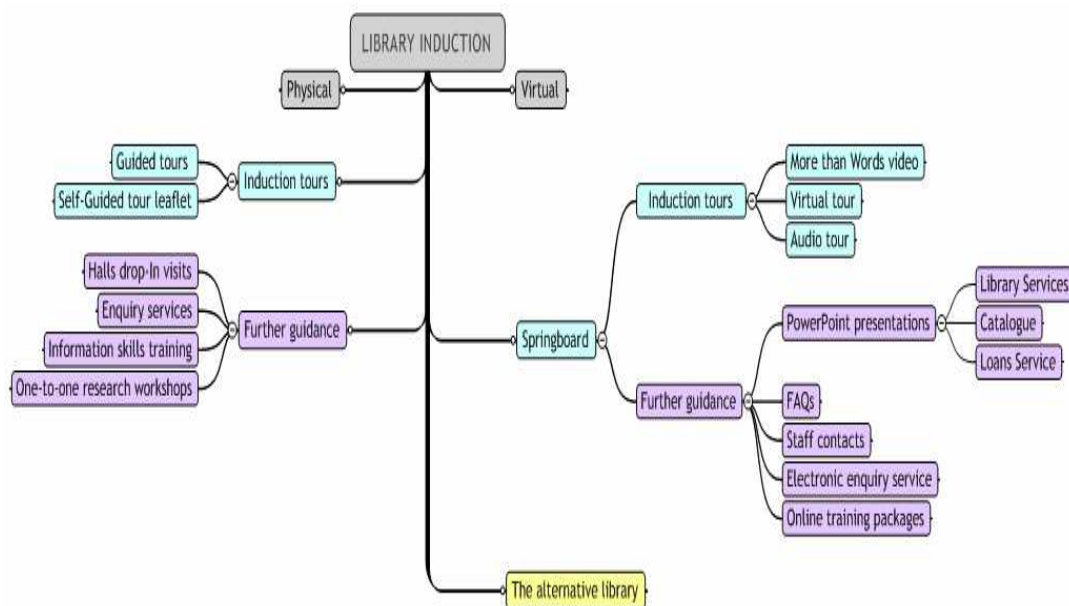 LIBRARY INDUCTION
Physical
Virtual
Guided tours
Self-Guided tour leaflet
Induction tours
Halls drop-In visits
Enquiry services
Information skills training
One-to-one research workshops
Further guidance
Springboard
Induction tours
More than Words video
Virtual tour
Audio tour
Further guidance
PowerPoint presentations
Library Services
Catalogue
Loans Service
FAQs
Staff contacts
Electronic enquiry service
Online training packages
The alternative library